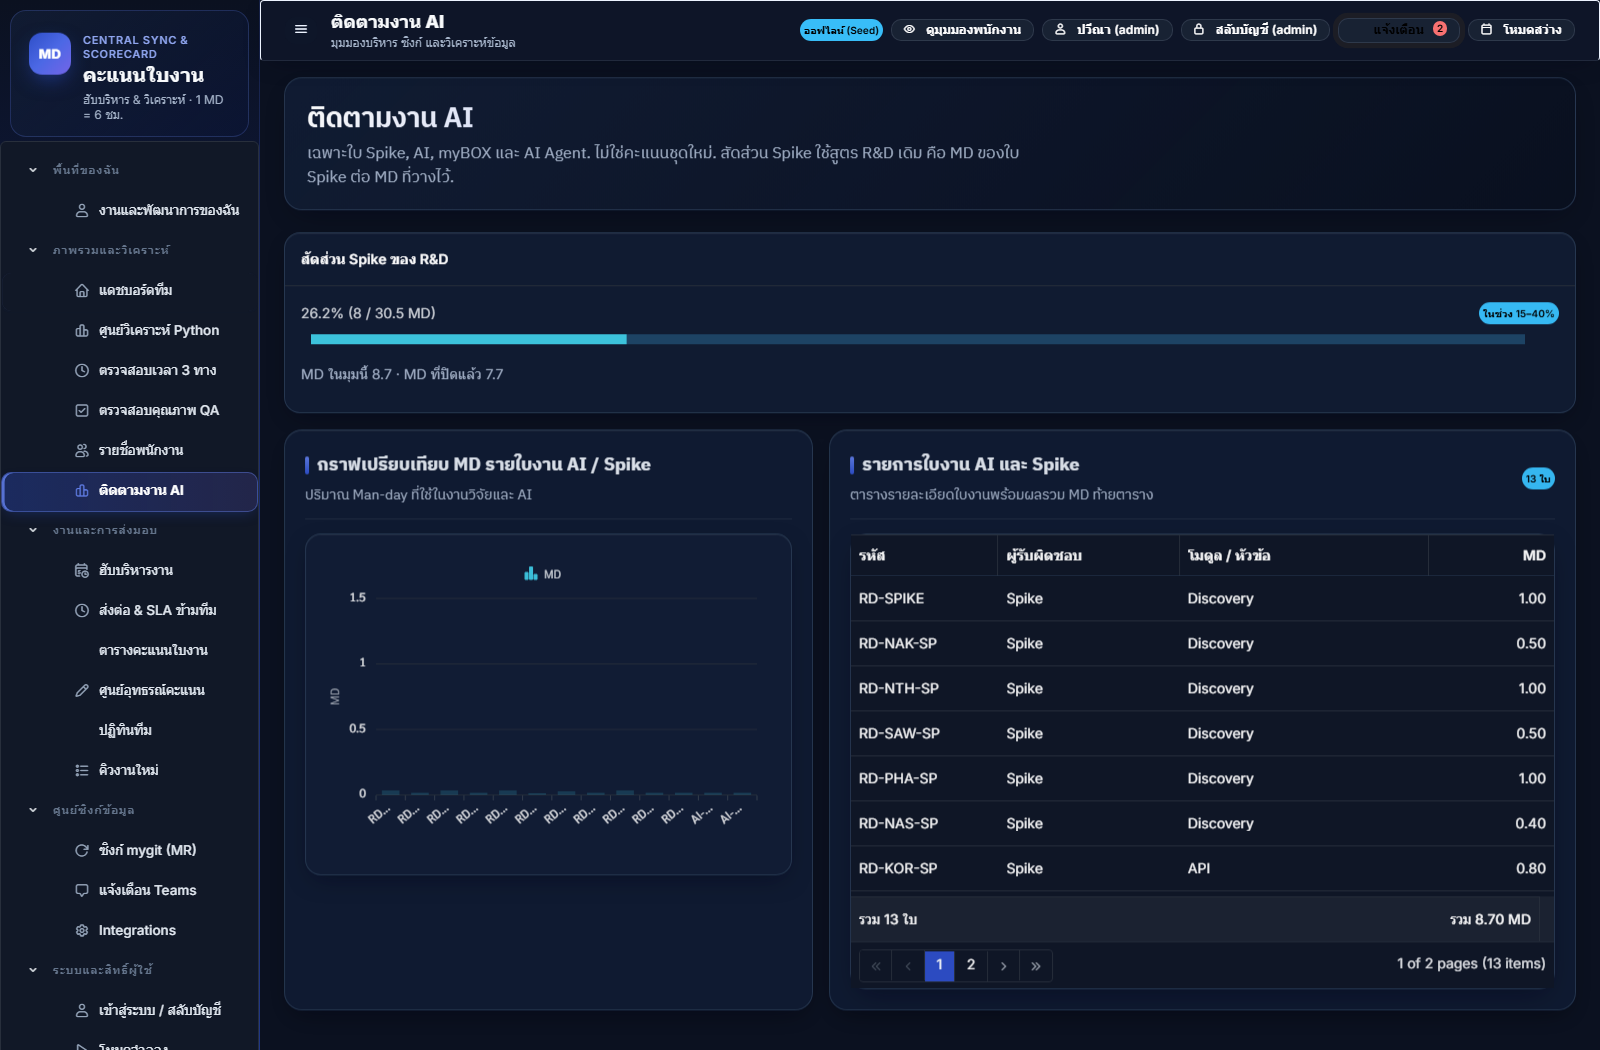 MD
CENTRAL SYNC &
SCORECARD
คะแนนใบงาน
ฮับบริหาร & วิเคราะห์ · 1 MD
= 6 ชม.
พื้นที่ของฉัน
งานและพัฒนาการของฉัน
ภาพรวมและวิเคราะห์
แดชบอร์ดทีม
ศูนย์วิเคราะห์ Python
ตรวจสอบเวลา 3 ทาง
ตรวจสอบคุณภาพ QA
รายชื่อพนักงาน
ติดตามงาน AI
งานและการส่งมอบ
ฮับบริหารงาน
ส่งต่อ & SLA ข้ามทีม
ตารางคะแนนใบงาน
ศูนย์อุทธรณ์คะแนน
ปฏิทินทีม
คิวงานใหม่
ศูนย์ซิงก์ข้อมูล
ซิงก์ mygit (MR)
แจ้งเตือน Teams
Integrations
ระบบและสิทธิ์ผู้ใช้
เข้าสู่ระบบ / สลับบัญชี
โหมดจำลอง
ติดตามงาน AI
มุมมองบริหาร ซิงก์ และวิเคราะห์ข้อมูล
ออฟไลน์ (Seed)
ดูมุมมองพนักงาน
ปวีณา (admin)
สลับบัญชี (admin)
แจ้งเตือน 2
โหมดสว่าง
ติดตามงาน AI
เฉพาะใบ Spike, AI, myBOX และ AI Agent. ไม่ใช่คะแนนชุดใหม่. สัดส่วน Spike ใช้สูตร R&D เดิม คือ MD ของใบ
Spike ต่อ MD ที่วางไว้.
สัดส่วน Spike ของ R&D
26.2% (8 / 30.5 MD)
ในช่วง 15–40%
MD ในมุมนี้ 8.7 · MD ที่ปิดแล้ว 7.7
กราฟเปรียบเทียบ MD รายใบงาน AI / Spike
ปริมาณ Man-day ที่ใช้ในงานวิจัยและ AI
MD
1.5
1
0.5
0
MD
RD... RD... RD... RD... RD... RD... RD... RD... RD... RD... RD... AI-... AI-...
รายการใบงาน AI และ Spike
ตารางรายละเอียดใบงานพร้อมผลรวม MD ท้ายตาราง
13 ใบ
รหัส ผู้รับผิดชอบ โมดูล / หัวข้อ MD
RD-SPIKE Spike Discovery 1.00
RD-NAK-SP Spike Discovery 0.50
RD-NTH-SP Spike Discovery 1.00
RD-SAW-SP Spike Discovery 0.50
RD-PHA-SP Spike Discovery 1.00
RD-NAS-SP Spike Discovery 0.40
RD-KOR-SP Spike API 0.80
รวม 13 ใบ รวม 8.70 MD
« ‹ 1 2 › » 1 of 2 pages (13 items)